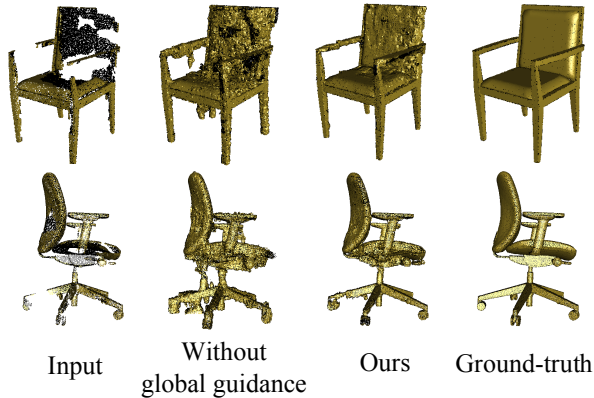 Input
Without
global guidance
Ours
Ground-truth